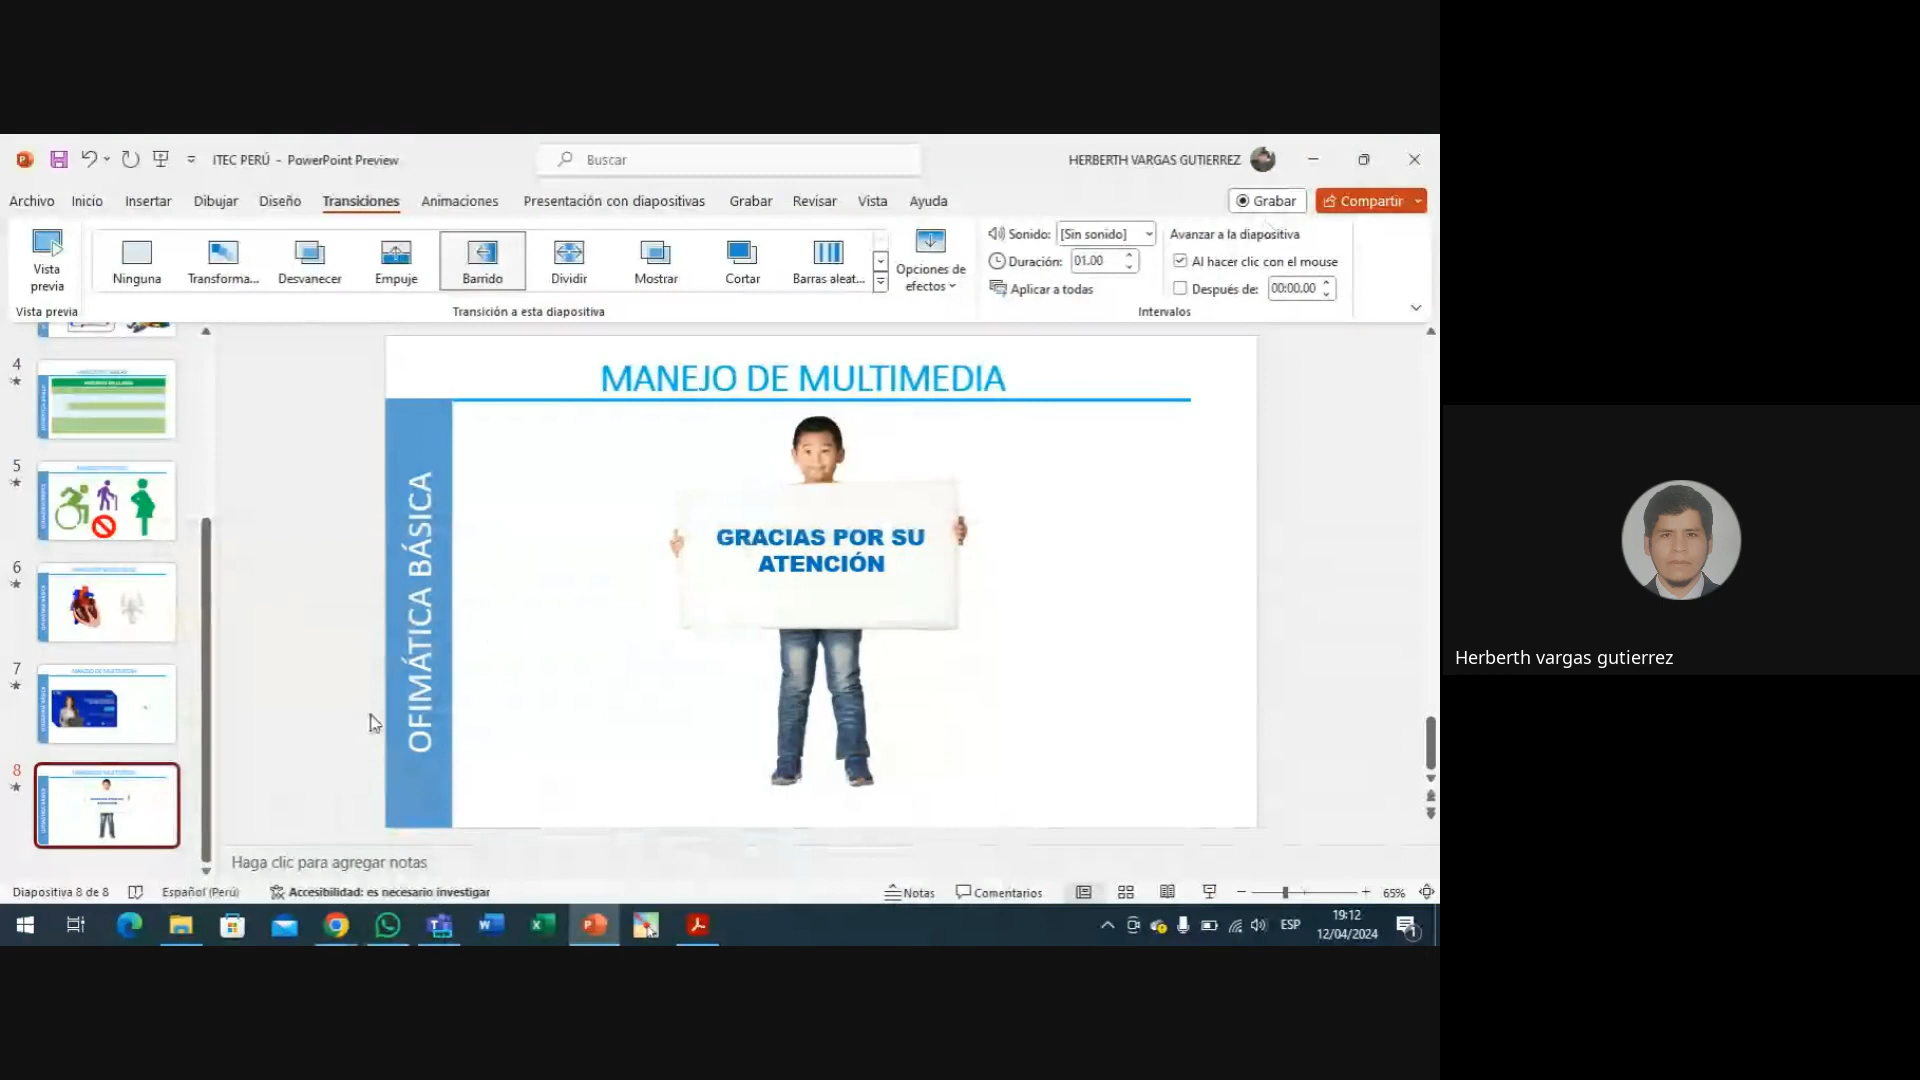 ITEC PERÚ - PowerPoint Preview
Buscar
HERBERTH VARGAS GUTIERREZ
Archivo Inicio Insertar Dibujar Diseño Transiciones Animaciones Presentación con diapositivas Grabar Revisar Vista Ayuda
Grabar
Compartir
Vista
previa
Ninguna
Transforma...
Desvanecer
Empuje
Barrido
Dividir
Mostrar
Cortar
Barras aleat...
Opciones de
efectos
Sonido: [Sin sonido]
Duración: 01.00
Aplicar a todas
Avanzar a la diapositiva
Al hacer clic con el mouse
Después de: 00:00.00
Vista previa
Transición a esta diapositiva
Intervalos
4
5
6
7
8
MANEJO DE MULTIMEDIA
OFIMÁTICA BÁSICA
GRACIAS POR SU
ATENCIÓN
Herberth vargas gutierrez
Haga clic para agregar notas
Diapositiva 8 de 8
Español (Perú)
Accesibilidad: es necesario investigar
Notas
Comentarios
65%
ESP
19:12
12/04/2024
1